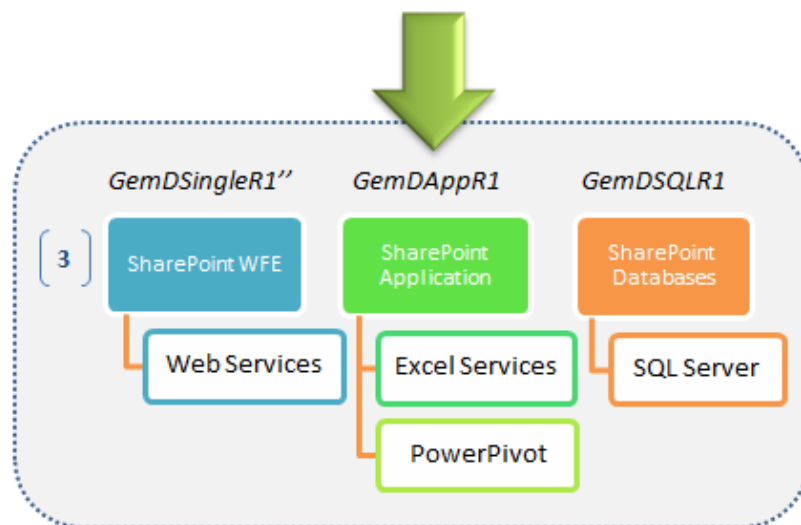 GemDSingleR1’’ GemDAppR1 GemDSQLR1
[3]
SharePoint WFE
SharePoint
Application
SharePoint
Databases
Web Services
Excel Services
SQL Server
PowerPivot